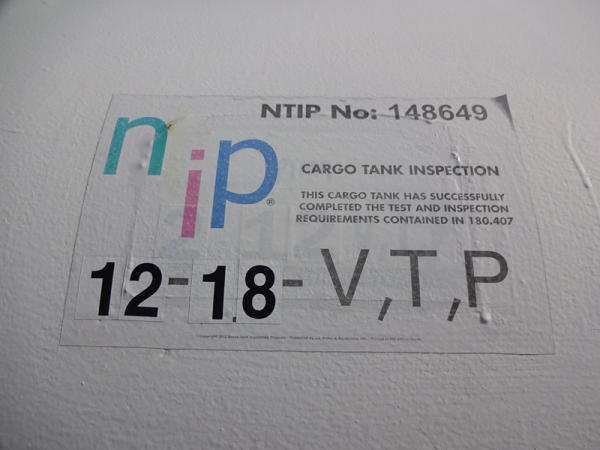 NTIP No: 148649
nip®
CARGO TANK INSPECTION
THIS CARGO TANK HAS SUCCESSFULLY
COMPLETED THE TEST AND INSPECTION
REQUIREMENTS CONTAINED IN 180.407
12-18-V,T,P